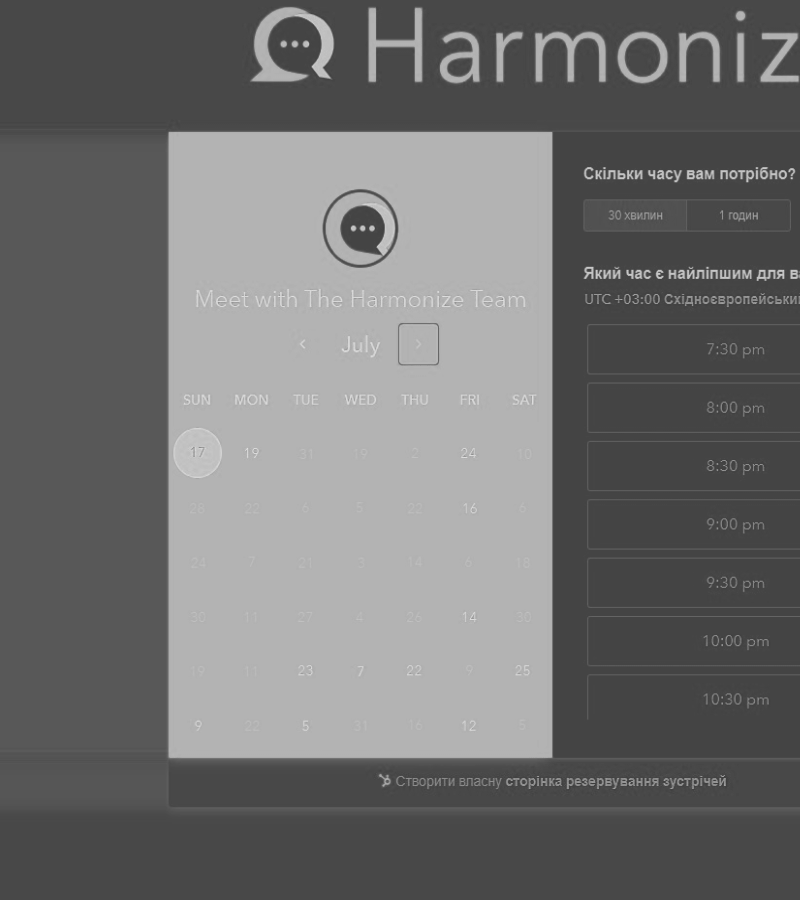 Harmoniz
Meet with The Harmonize Team
July
SUN MON TUE WED THU FRI SAT
17 19 31 19 2 24 10
28 22 6 5 22 16 6
24 7 21 3 14 6 18
30 11 27 4 26 14 30
19 11 23 7 22 9 25
9 22 5 31 16 12 5
Скільки часу вам потрібно?
30 хвилин 1 годин
Який час є найліпшим для в
UTC +03:00 Східноєвропейськи
7:30 pm
8:00 pm
8:30 pm
9:00 pm
9:30 pm
10:00 pm
10:30 pm
Створити власну сторінка резервування зустрічей